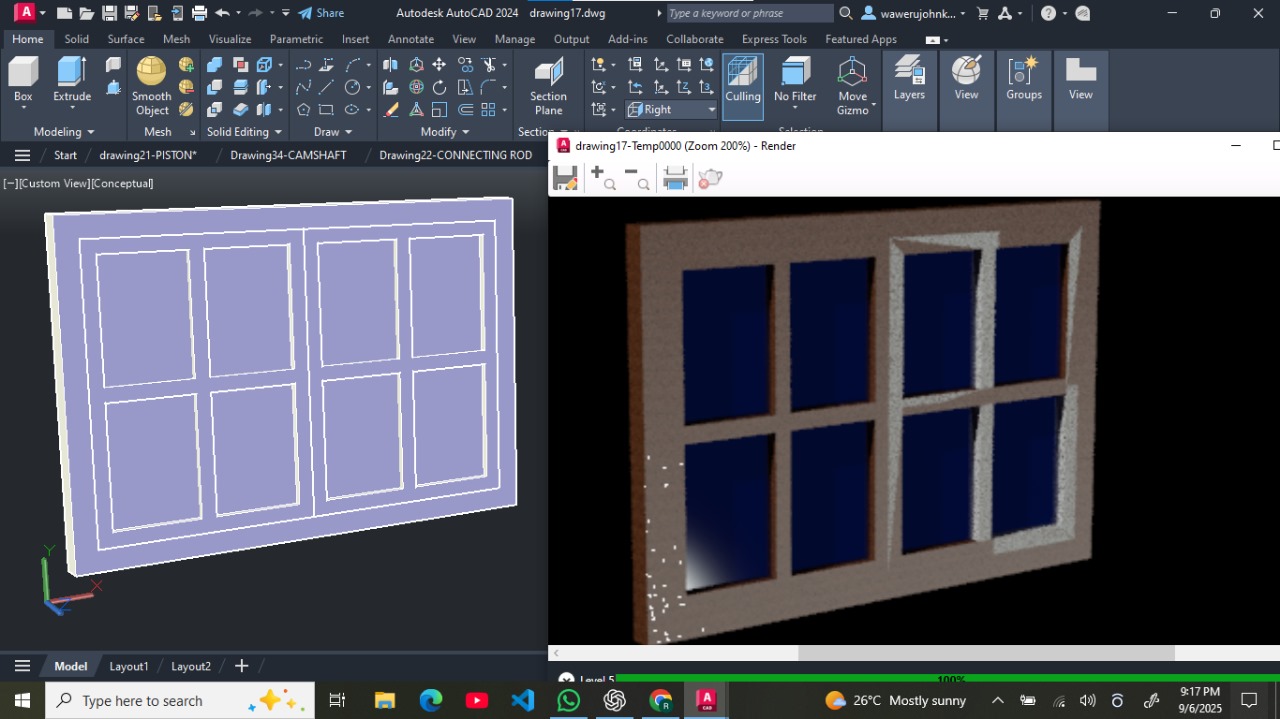 A
Share
Autodesk AutoCAD 2024 drawing17.dwg
Type a keyword or phrase
wawerujohnk...
Home Solid Surface Mesh Visualize Parametric Insert Annotate View Manage Output Add-ins Collaborate Express Tools Featured Apps
Box Extrude Smooth Object Section Plane Right Culling No Filter Move Gizmo Layers View Groups View
Modeling Mesh Solid Editing Draw Modify Section Coordinates Selection
Start drawing21-PISTON* Drawing34-CAMSHAFT Drawing22-CONNECTING ROD
drawing17-Temp0000 (Zoom 200%) - Render
[−][Custom View][Conceptual]
Y
X
Z
Model Layout1 Layout2
Level 5 100%
Type here to search
26°C Mostly sunny
9:17 PM
9/6/2025